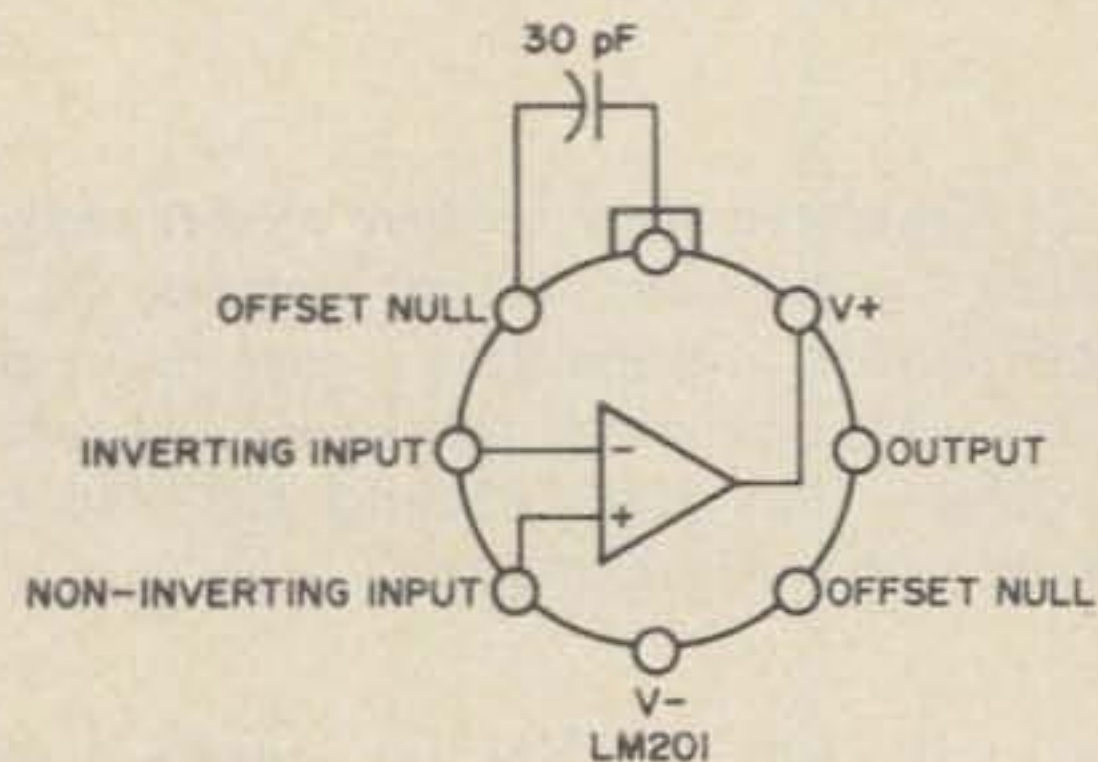 30 pF
OFFSET NULL
V+
INVERTING INPUT
-
OUTPUT
+
NON-INVERTING INPUT
OFFSET NULL
V-
LM201